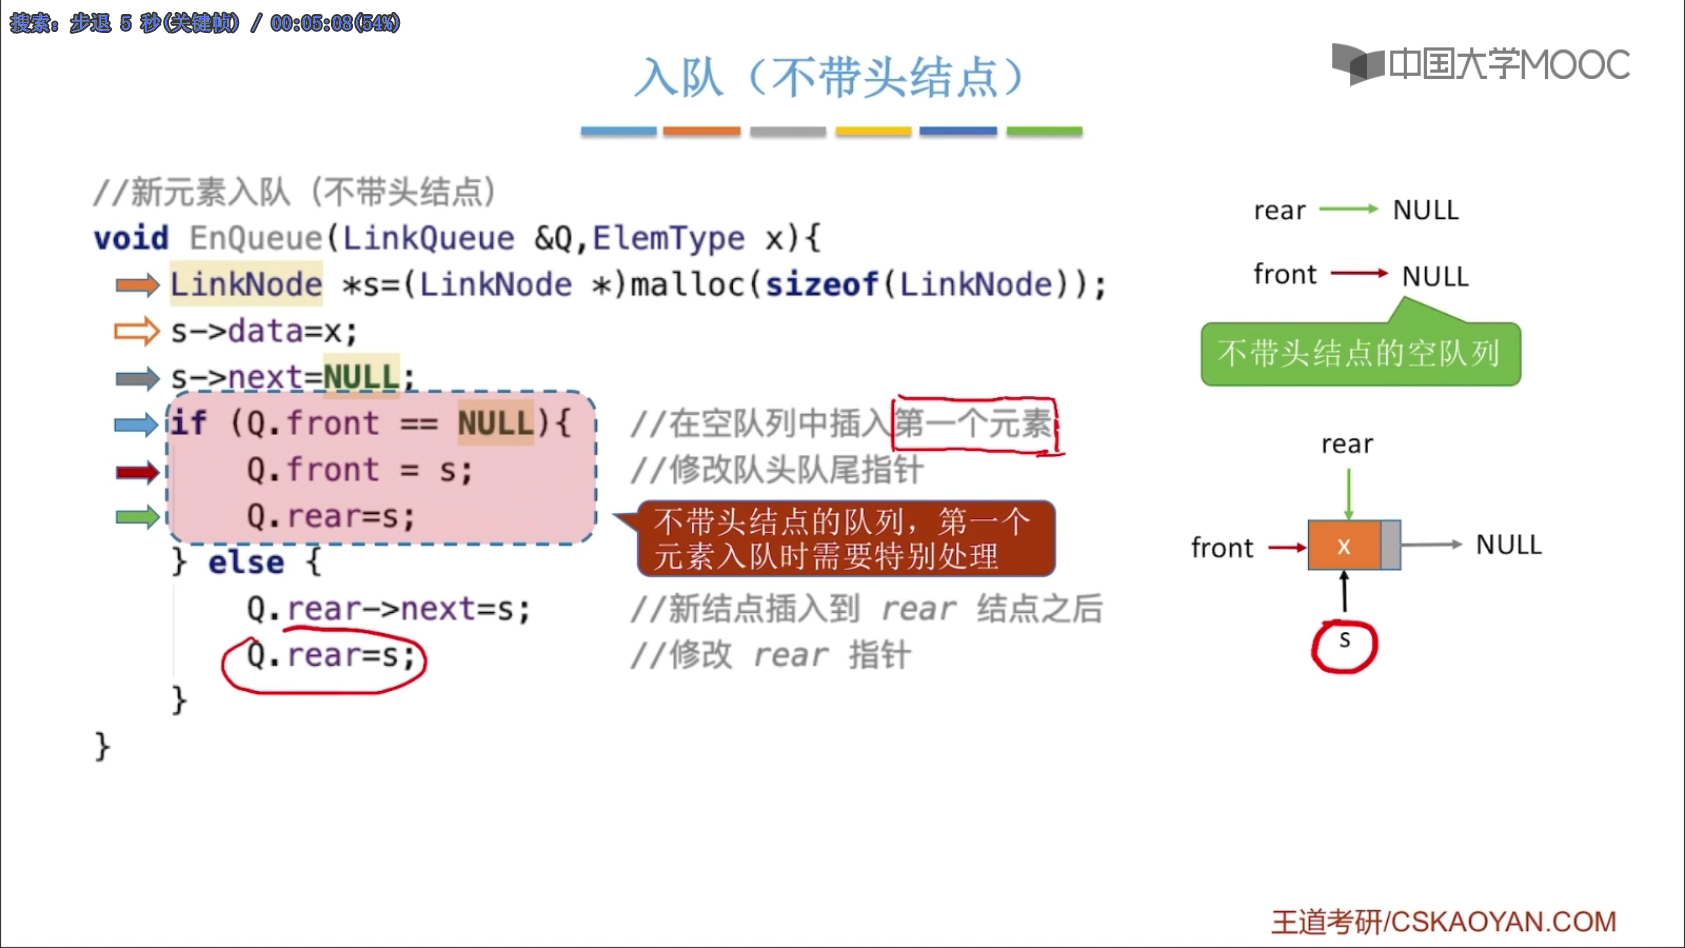 搜索: 步退 5 秒(关键帧) / 00:05:08(54%)
中国大学MOOC
入队（不带头结点）
//新元素入队（不带头结点）
void EnQueue(LinkQueue &Q,ElemType x){
LinkNode *s=(LinkNode *)malloc(sizeof(LinkNode));
s->data=x;
s->next=NULL;
if (Q.front == NULL){ //在空队列中插入第一个元素
Q.front = s; //修改队头队尾指针
Q.rear=s;
不带头结点的队列，第一个
元素入队时需要特别处理
} else {
Q.rear->next=s; //新结点插入到 rear 结点之后
Q.rear=s; //修改 rear 指针
}
}
rear NULL
front NULL
不带头结点的空队列
rear
front x NULL
s
王道考研/CSKAOYAN.COM